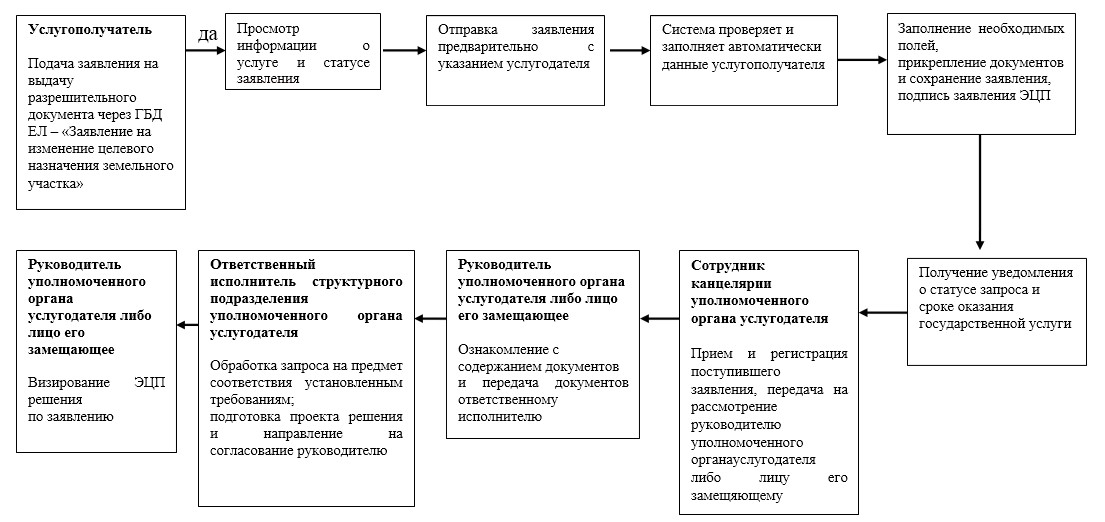 Услугополучатель
Подача заявления на
выдачу
разрешительного
документа через ГБД
ЕЛ – «Заявление на
изменение целевого
назначения земельного
участка»
да
Просмотр
информации о
услуге и статусе
заявления
Отправка заявления
предварительно с
указанием услугодателя
Система проверяет и
заполняет автоматически
данные услугополучателя
Заполнение необходимых
полей,
прикрепление документов
и сохранение заявления,
подпись заявления ЭЦП
Получение уведомления
о статусе запроса и
сроке оказания
государственной услуги
Сотрудник
канцелярии
уполномоченного
органа услугодателя
Прием и регистрация
поступившего
заявления, передача на
рассмотрение
руководителю
уполномоченного
органауслугодателя
либо лицу его
замещяющему
Руководитель
уполномоченного органа
услугодателя либо лицо
его замещающее
Ознакомление с
содержанием документов
и передача документов
ответственному
исполнителю
Ответственный
исполнитель структурного
подразделения
уполномоченного органа
услугодателя
Обработка запроса на предмет
соответствия установленным
требованиям;
подготовка проекта решения
и направление на
согласование руководителю
Руководитель
уполномоченного
органа
услугодателя либо
лицо его
замещающее
Визирование ЭЦП
решения
по заявлению